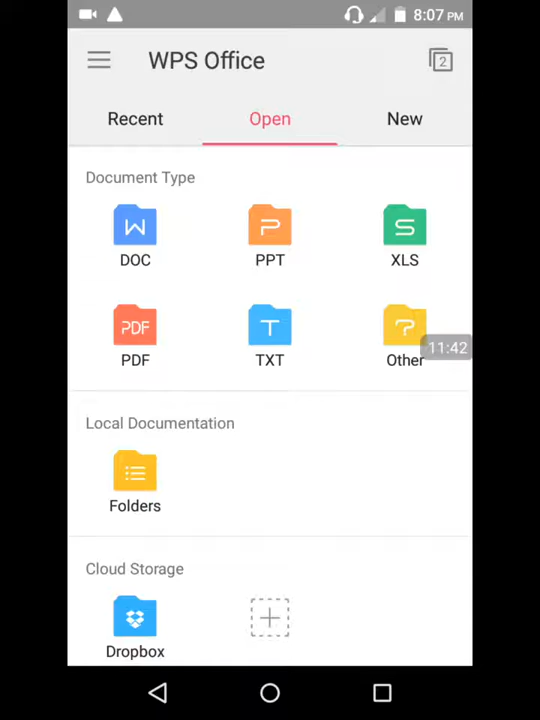 8:07 PM
WPS Office
2
Recent Open New
Document Type
W P S
DOC PPT XLS
PDF T ?
11:42
PDF TXT Other
Local Documentation
Folders
Cloud Storage
Dropbox